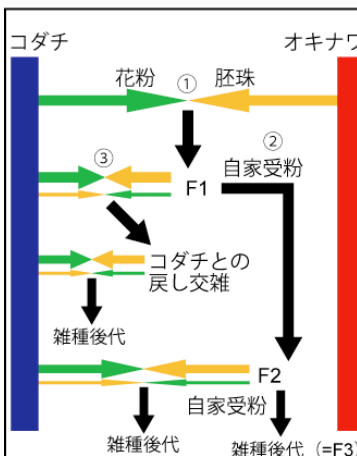 コダチ
オキナワ
花粉 ① 胚珠
②
自家受粉
③
F1
コダチとの
戻し交雑
雑種後代
F2
自家受粉
雑種後代
雑種後代（=F3）